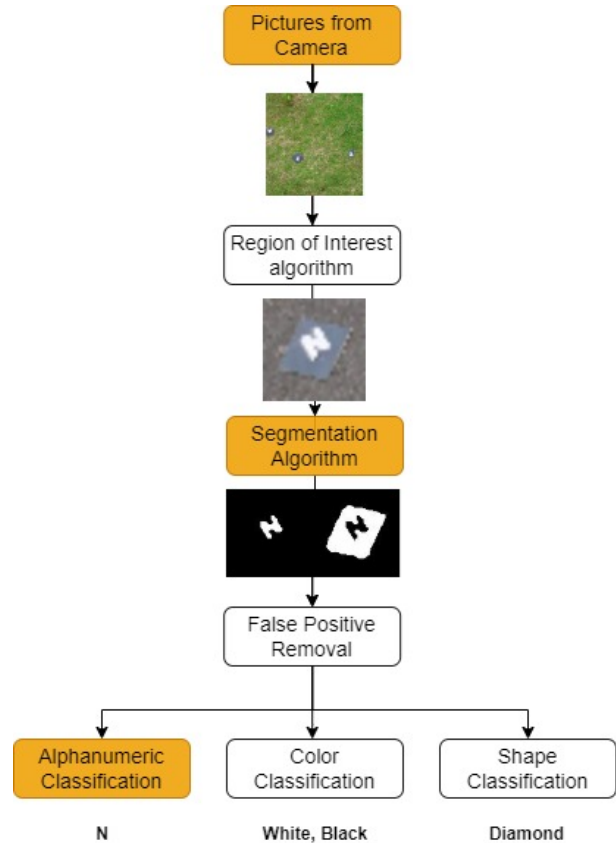 Pictures from
Camera
Region of Interest
algorithm
N
Segmentation
Algorithm
N N
False Positive
Removal
Alphanumeric
Classification
Color
Classification
Shape
Classification
N
White, Black
Diamond